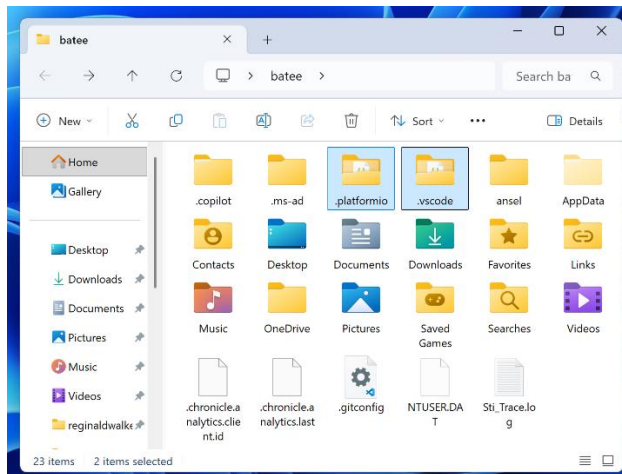 batee
batee
Search ba
New
Sort
Details
Home
Gallery
Desktop
Downloads
Documents
Pictures
Music
Videos
reginaldwalke
.copilot
.ms-ad
.platformio
.vscode
ansel
AppData
Contacts
Desktop
Documents
Downloads
Favorites
Links
Music
OneDrive
Pictures
Saved
Games
Searches
Videos
.chronicle.a
nalytics.clie
nt.id
.chronicle.a
nalytics.last
.gitconfig
NTUSER.DA
T
Sti_Trace.lo
g
23 items 2 items selected